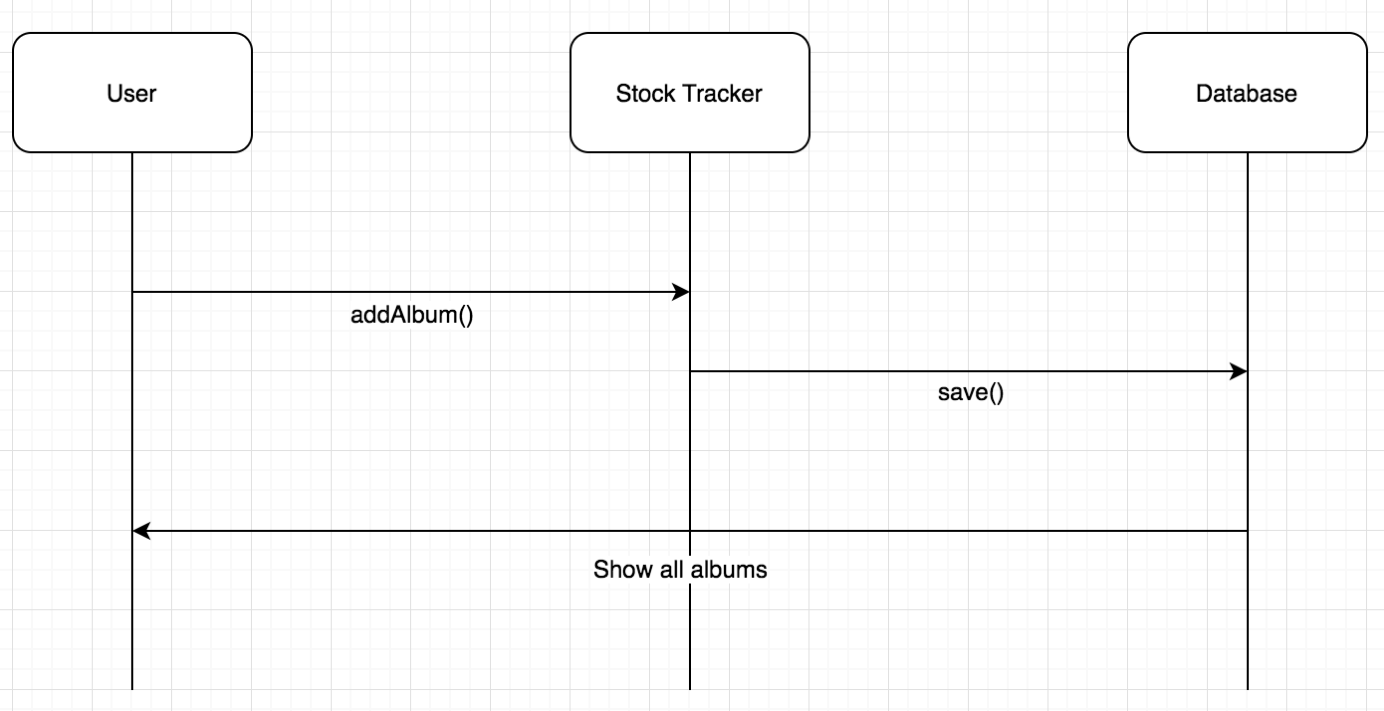 User
Stock Tracker
Database
addAlbum()
save()
Show all albums